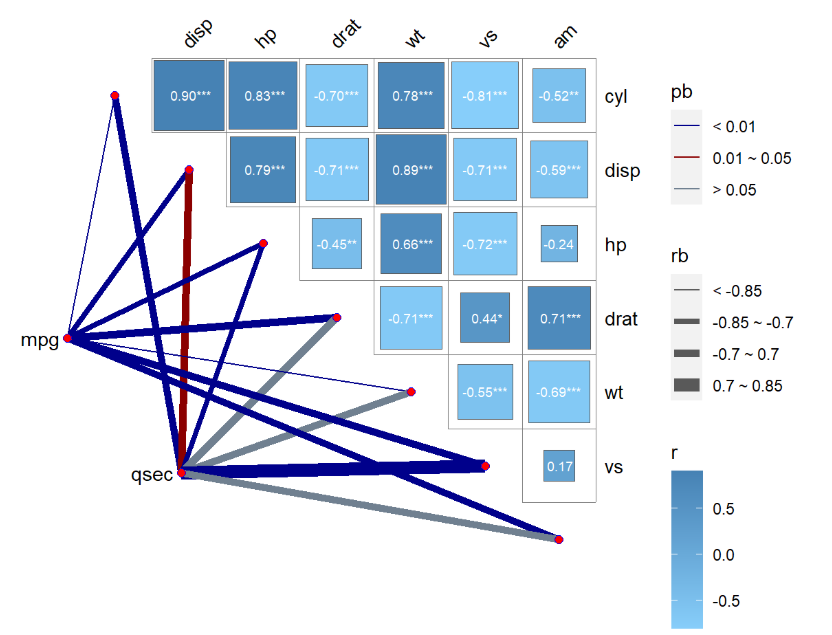 disp hp drat wt vs am
0.90*** 0.83*** -0.70*** 0.78*** -0.81*** -0.52** cyl
0.79*** -0.71*** 0.89*** -0.71*** -0.59*** disp
-0.45** 0.66*** -0.72*** -0.24 hp
-0.71*** 0.44* 0.71*** drat
-0.55*** -0.69*** wt
0.17 vs
mpg
qsec
pb
< 0.01
0.01 ~ 0.05
> 0.05
rb
< -0.85
-0.85 ~ -0.7
-0.7 ~ 0.7
0.7 ~ 0.85
r
0.5
0.0
-0.5